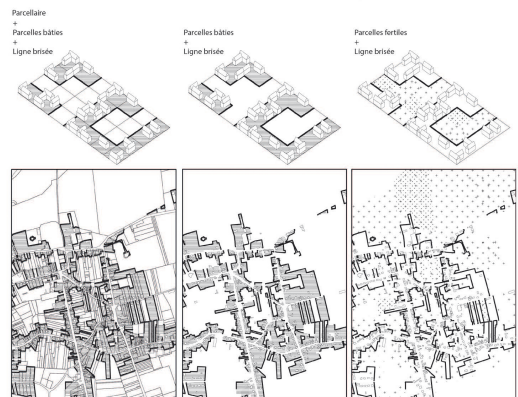 Parcellaire
+
Parcelles bâties
+
Ligne brisée
Parcelles bâties
+
Ligne brisée
Parcelles fertiles
+
Ligne brisée